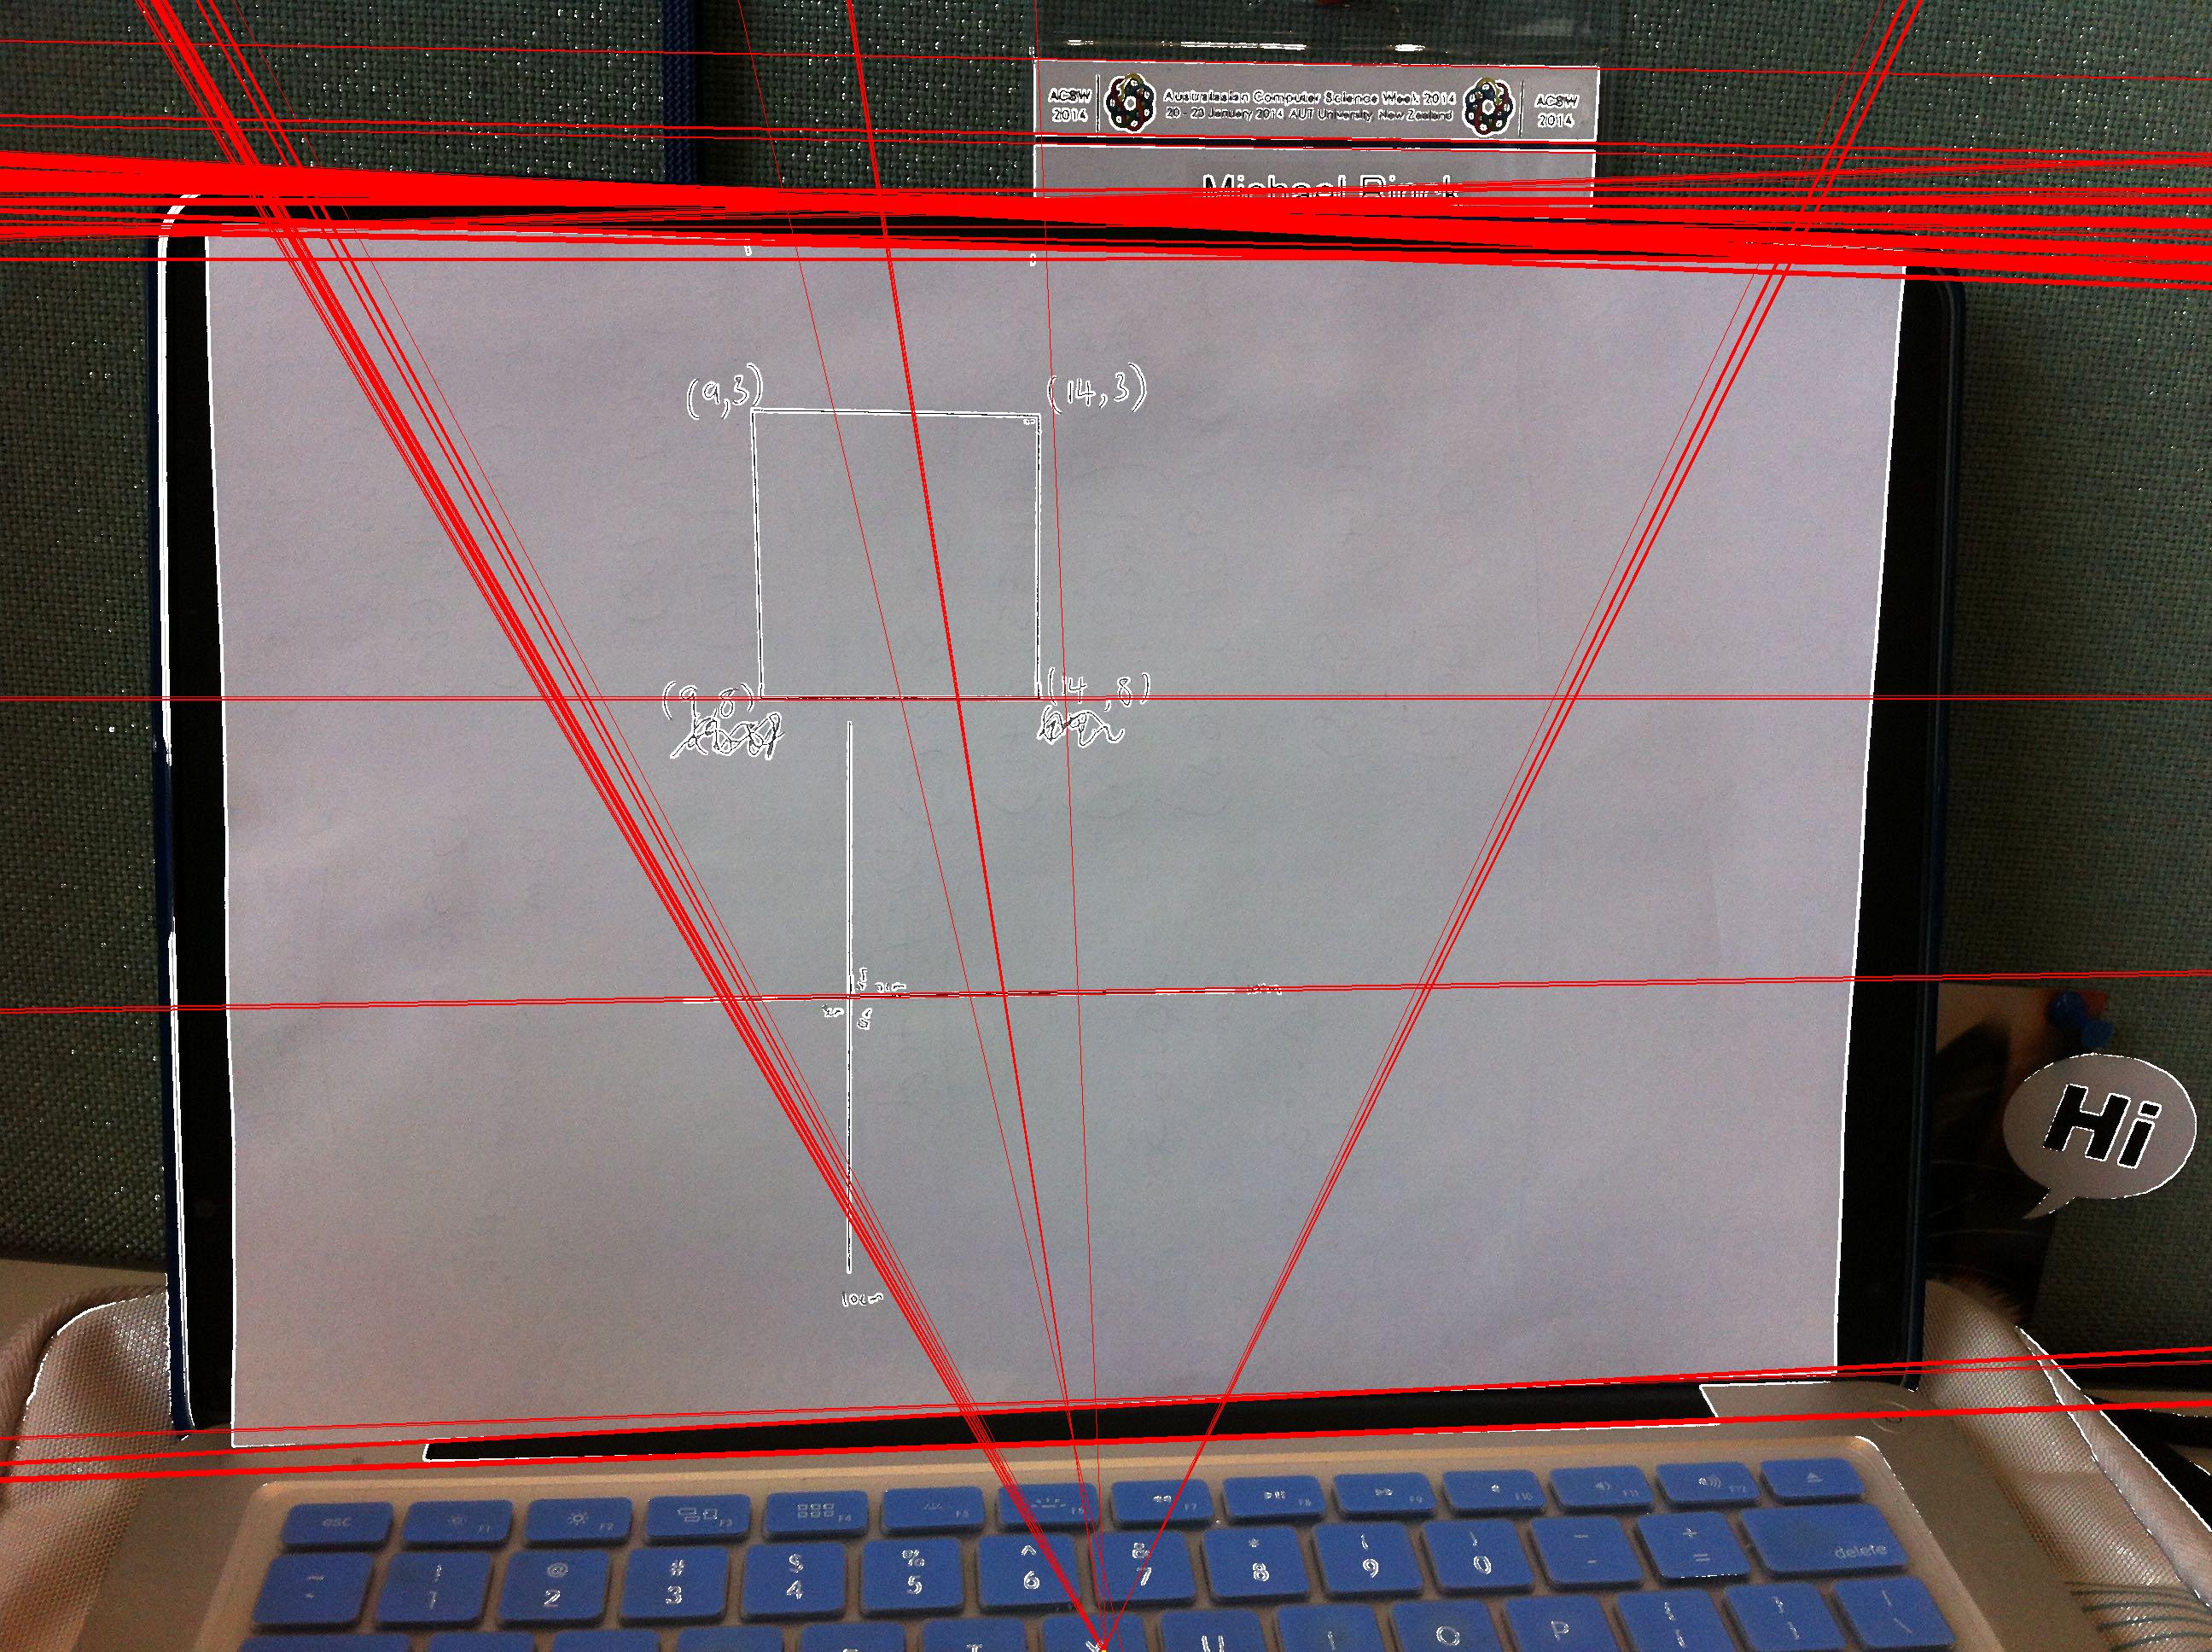 ACSW
2014
Australasian Computer Science Week 2014
20 - 23 January 2014 AUT University, New Zealand
ACSW
2014
(9,3)
(14,3)
(9,8)
(14,8)
10cm
Hi
esc F1 F2 F3 F4 F5 F6 F7 F8 F9 F10 F11 F12
~ ! @ # $ % ^ & * ( ) - +
1 2 3 4 5 6 7 8 9 0 - =
delete
U I O P